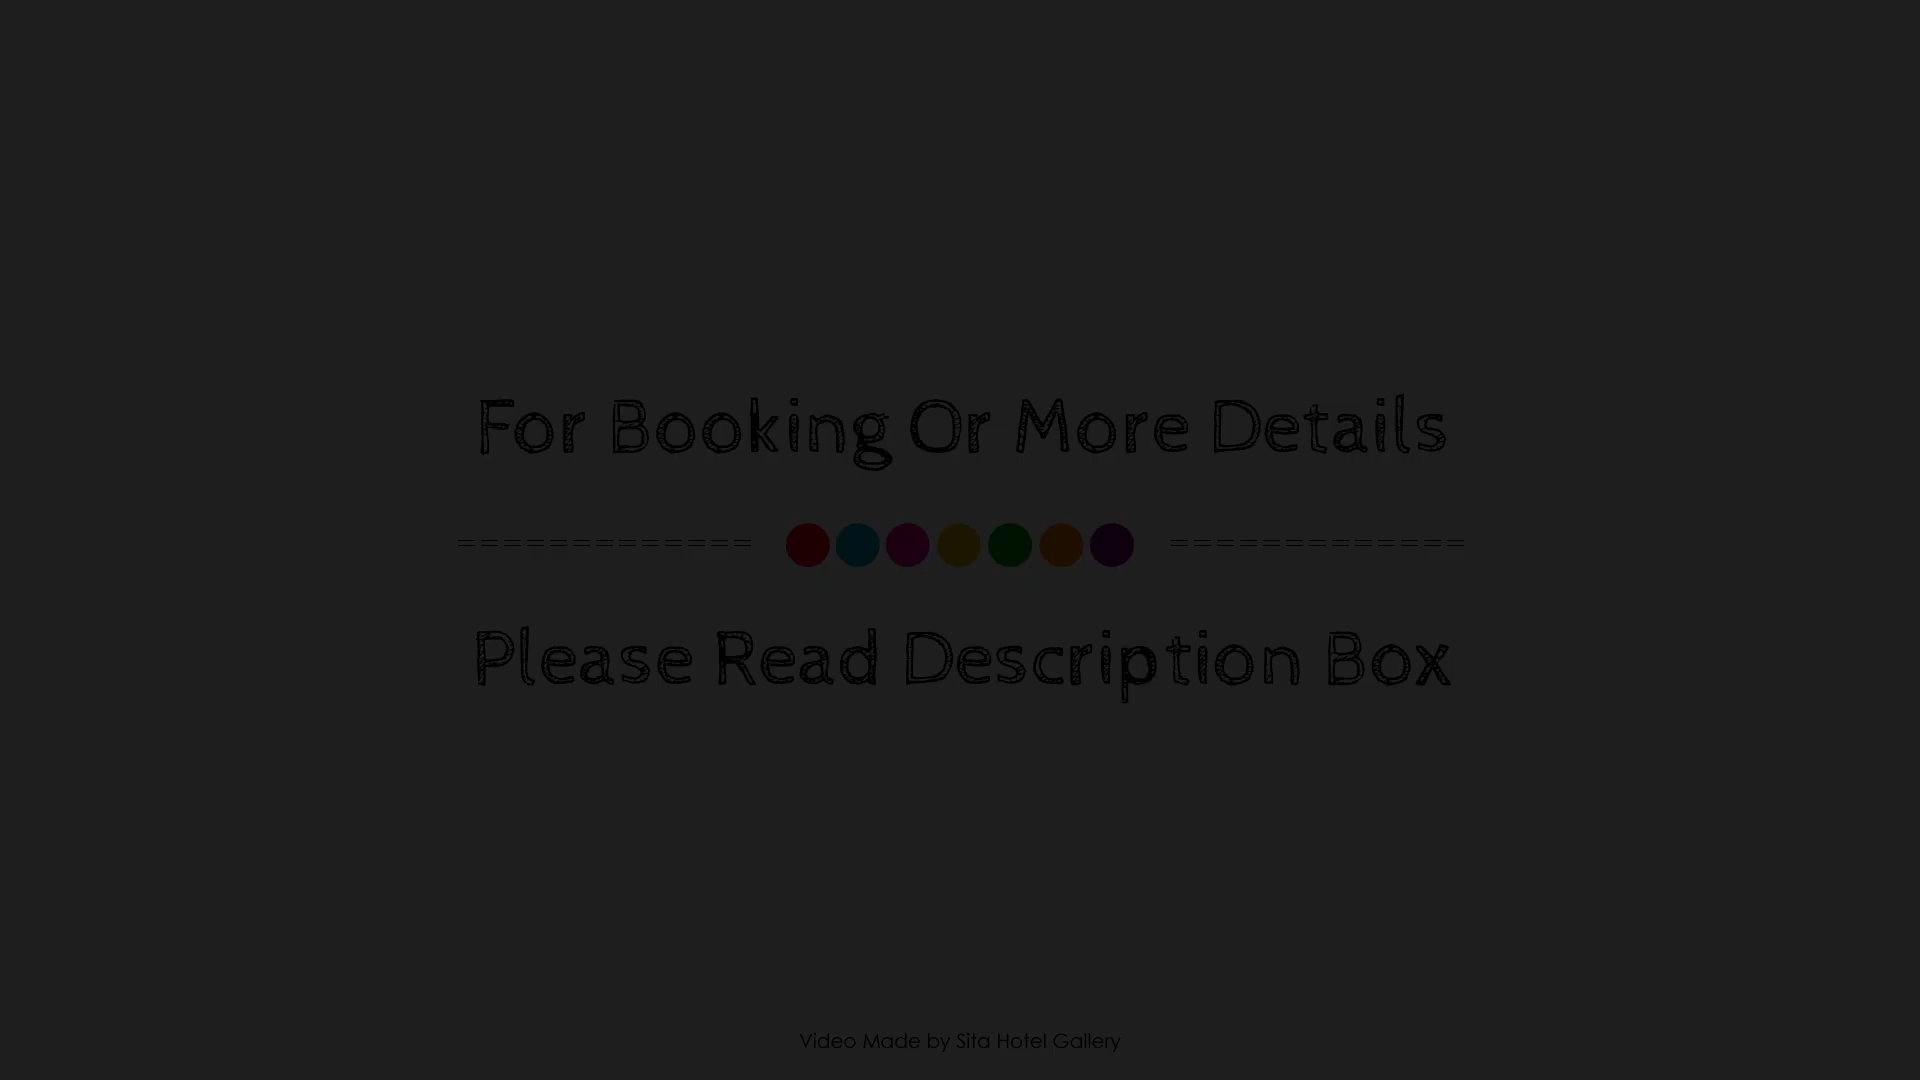 For Booking Or More Details
============= =============
Please Read Description Box
Video Made by Sita Hotel Gallery